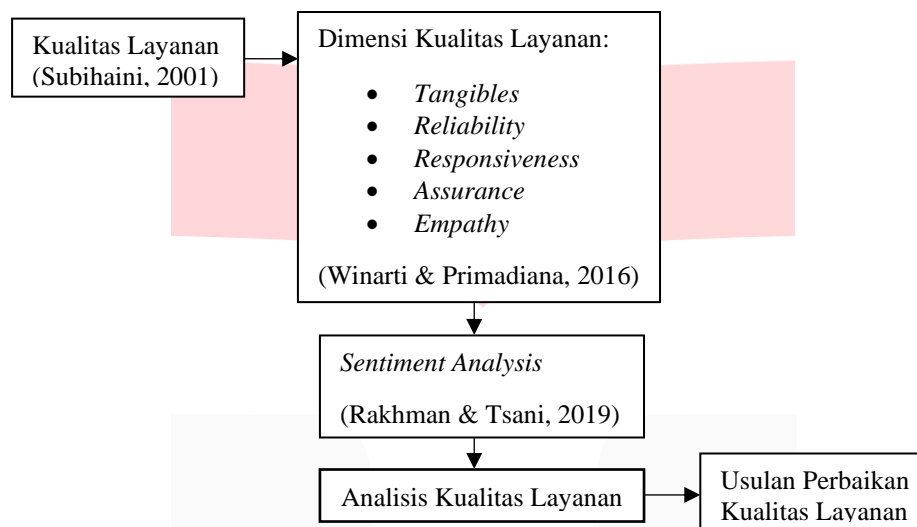 Kualitas Layanan
(Subihaini, 2001)
Dimensi Kualitas Layanan:
• Tangibles
• Reliability
• Responsiveness
• Assurance
• Empathy
(Winarti & Primadiana, 2016)
Sentiment Analysis
(Rakhman & Tsani, 2019)
Analisis Kualitas Layanan
Usulan Perbaikan
Kualitas Layanan